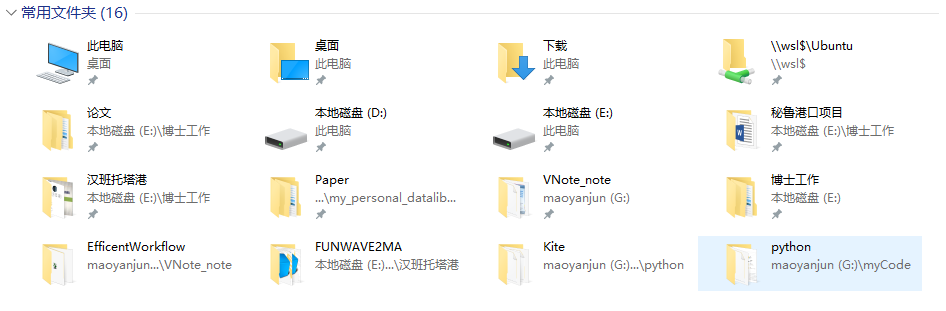 常用文件夹 (16)
此电脑
桌面
桌面
此电脑
下载
此电脑
\\wsl$\Ubuntu
\\wsl$
论文
本地磁盘 (E:)\博士工作
本地磁盘 (D:)
此电脑
本地磁盘 (E:)
此电脑
秘鲁港口项目
本地磁盘 (E:)\博士工作
汉班托塔港
本地磁盘 (E:)\博士工作
Paper
...\my_personal_datalib...
VNote_note
maoyanjun (G:)
博士工作
本地磁盘 (E:)
EfficentWorkflow
maoyanjun...\VNote_note
FUNWAVE2MA
本地磁盘 (E:)...\汉班托塔港
Kite
maoyanjun (G:)...\python
python
maoyanjun (G:)\myCode